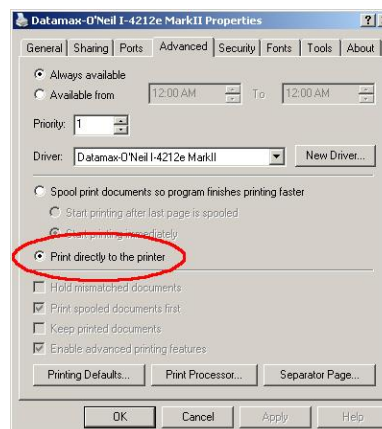 Datamax-O'Neil I-4212e MarkII Properties ?
General Sharing Ports Advanced Security Fonts Tools About
Always available
Available from 12:00 AM To 12:00 AM
Priority: 1
Driver: Datamax-O'Neil I-4212e MarkII New Driver...
Spool print documents so program finishes printing faster
Start printing after last page is spooled
Start printing immediately
Print directly to the printer
Hold mismatched documents
Print spooled documents first
Keep printed documents
Enable advanced printing features
Printing Defaults... Print Processor... Separator Page...
OK Cancel Apply Help